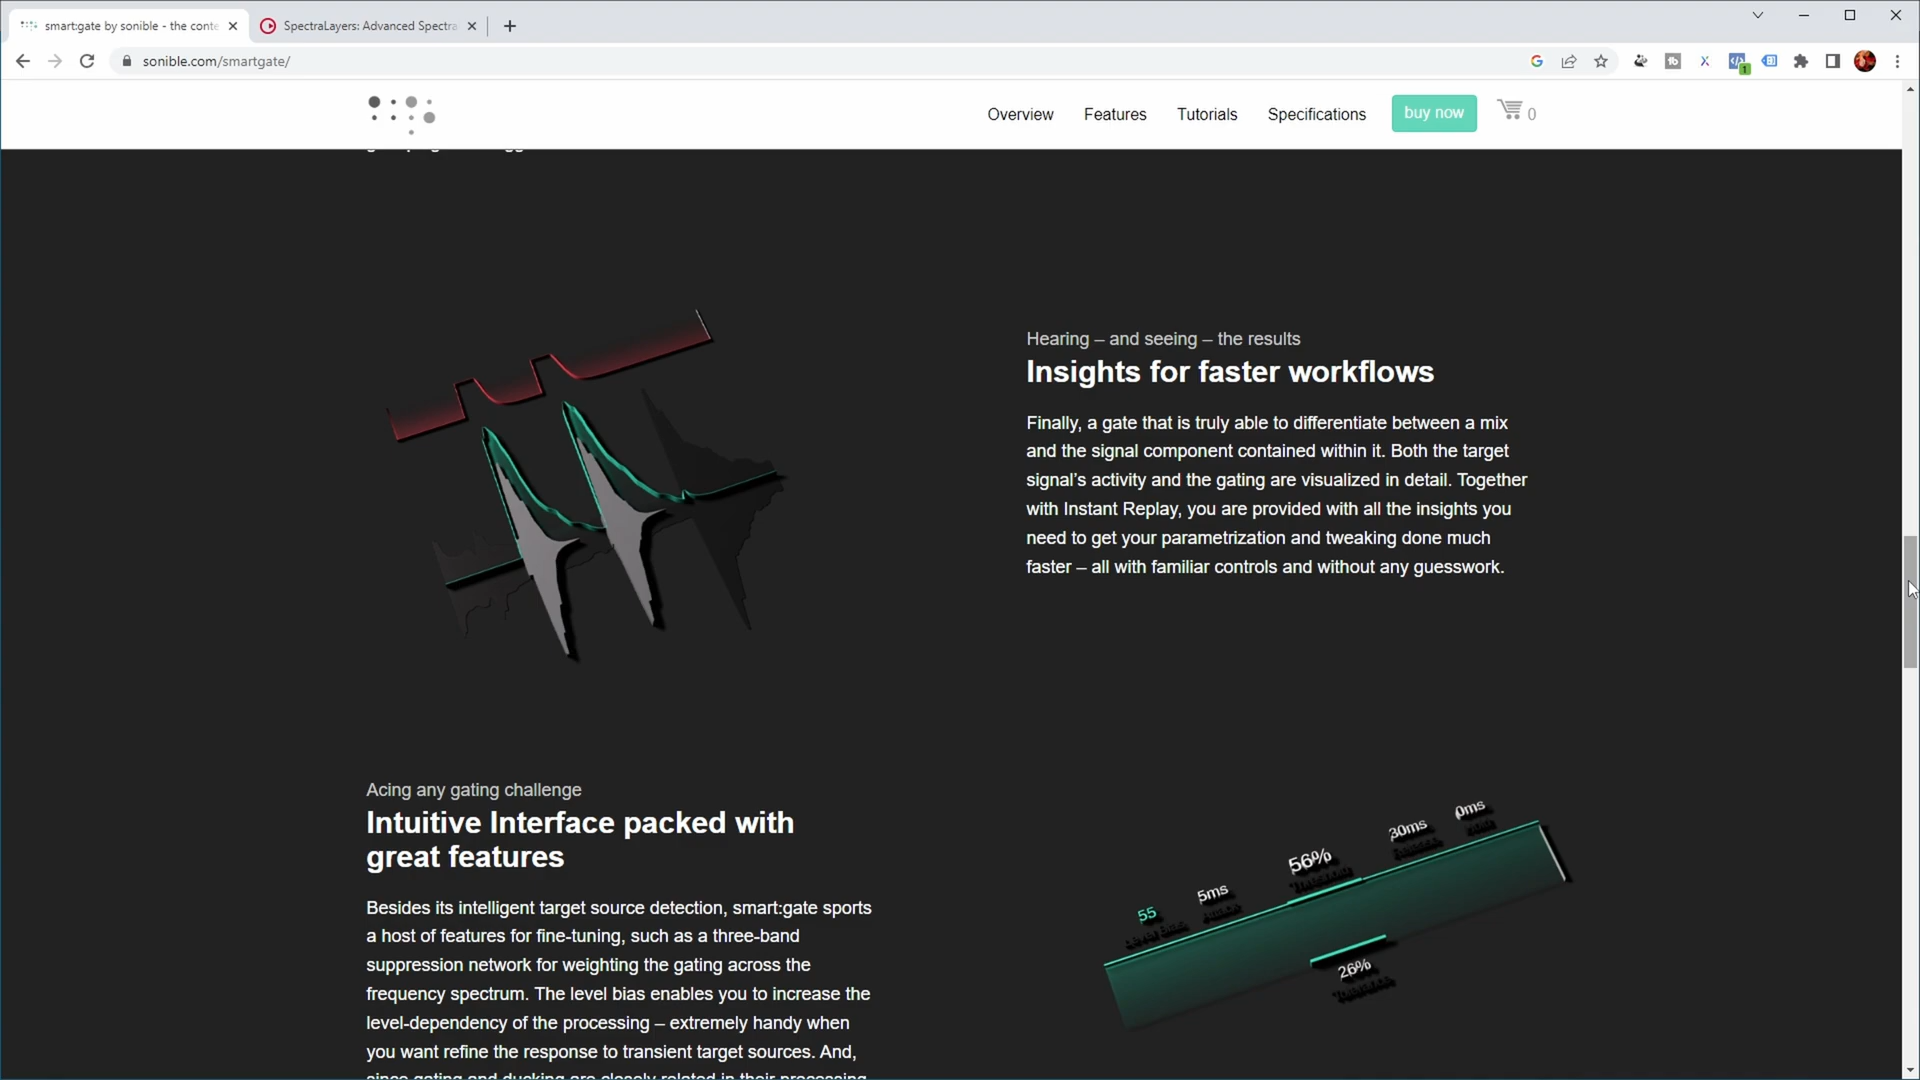 smart:gate by sonible - the conte
SpectraLayers: Advanced Spectra
sonible.com/smartgate/
1
Overview
Features
Tutorials
Specifications
buy now
0
Hearing – and seeing – the results
Insights for faster workflows
Finally, a gate that is truly able to differentiate between a mix
and the signal component contained within it. Both the target
signal's activity and the gating are visualized in detail. Together
with Instant Replay, you are provided with all the insights you
need to get your parametrization and tweaking done much
faster – all with familiar controls and without any guesswork.
Acing any gating challenge
Intuitive Interface packed with
great features
Besides its intelligent target source detection, smart:gate sports
a host of features for fine-tuning, such as a three-band
suppression network for weighting the gating across the
frequency spectrum. The level bias enables you to increase the
level-dependency of the processing – extremely handy when
you want refine the response to transient target sources. And,
since gating and ducking are closely related in their processing
0ms
30ms
56%
5ms
55
26%